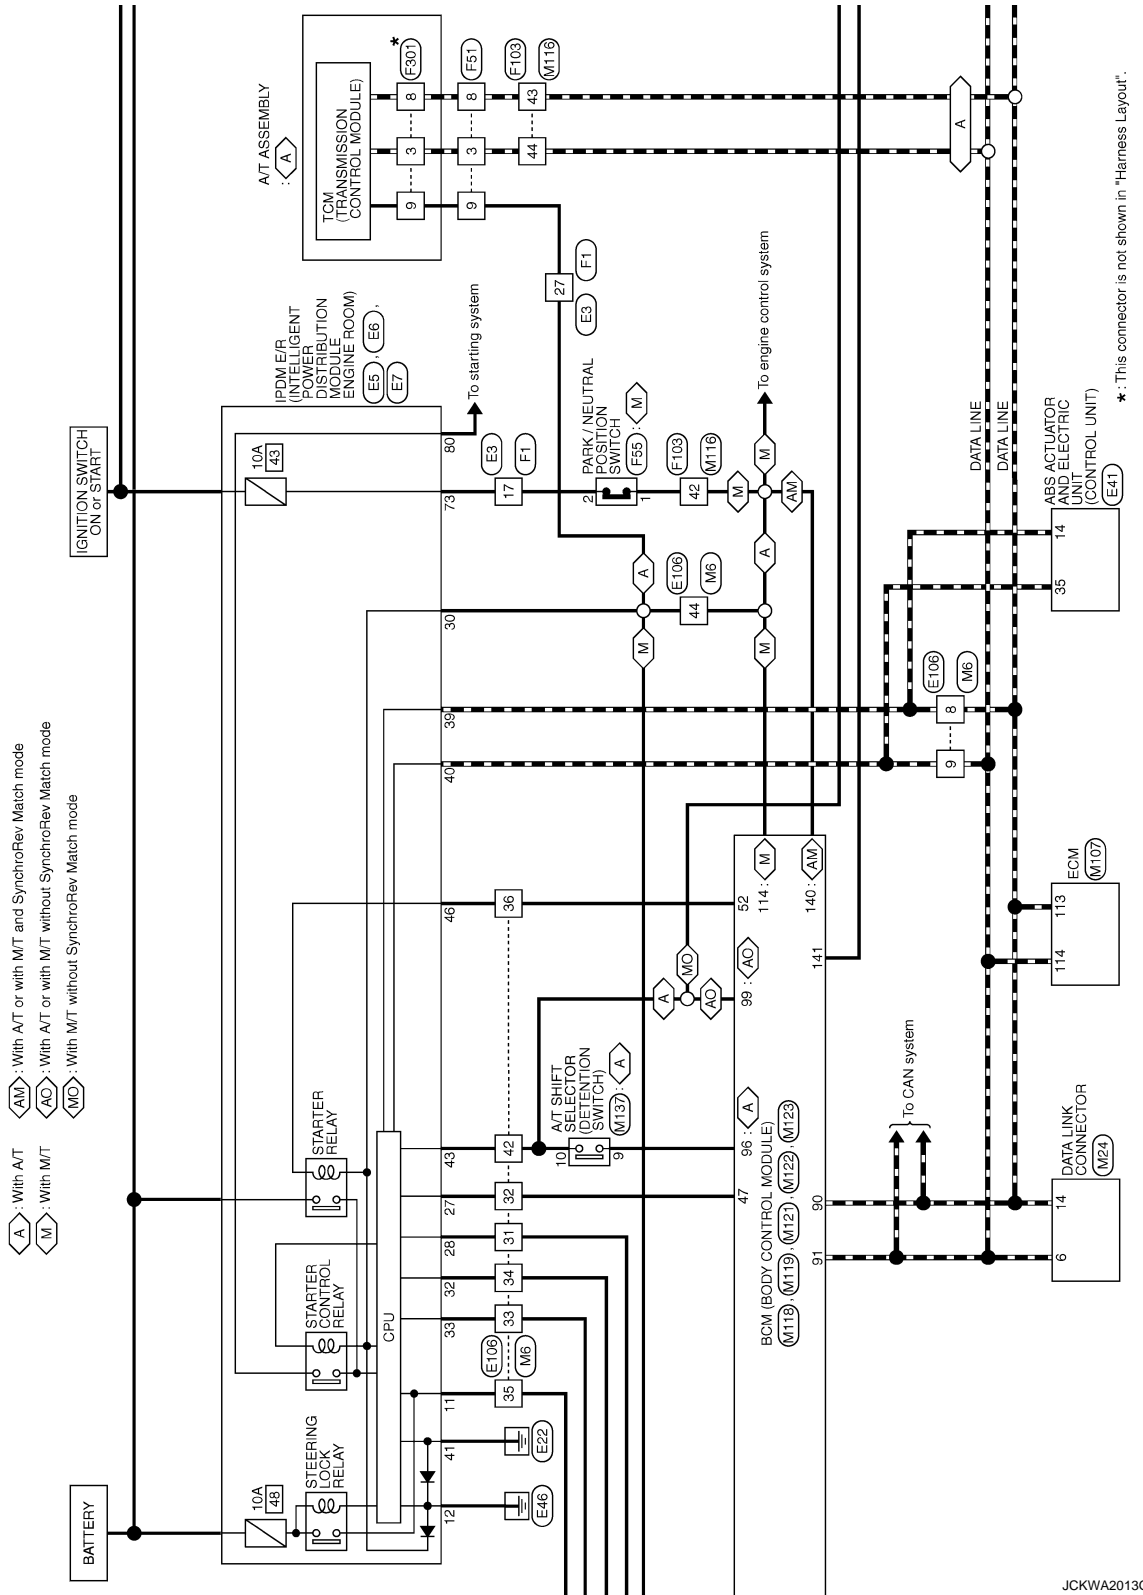 A : With A/T
M : With M/T
AM : With A/T or with M/T and SynchroRev Match mode
AO : With A/T or with M/T without SynchroRev Match mode
MO : With M/T without SynchroRev Match mode
BATTERY
IGNITION SWITCH
ON or START
10A
48
STEERING
LOCK
RELAY
STARTER
CONTROL
RELAY
STARTER
RELAY
CPU
10A
43
IPDM E/R
(INTELLIGENT
POWER
DISTRIBUTION
MODULE
ENGINE ROOM)
E5 , E6 ,
E7
A/T ASSEMBLY
: A
TCM
(TRANSMISSION
CONTROL MODULE)
9
3
8
F301
*
9
3
8
F51
44
43
F103
M116
12
41
11
33
32
28
27
43
46
40
39
30
73
80
To starting system
E46
E22
35
33
34
31
32
42
36
E106
M6
17
E3
F1
27
E3
F1
2
1
PARK / NEUTRAL
POSITION
SWITCH
F55 : M
42
F103
M116
44
E106
M6
A
M
M
A
M
M
AM
To engine control system
10
9
A/T SHIFT
SELECTOR
(DETENTION
SWITCH)
M137 : A
A
MO
AO
47
96 : A
99 : AO
52
114 : M
140 : AM
141
BCM (BODY CONTROL MODULE)
M118 , M119 , M121 , M122 , M123
91
90
To CAN system
9
8
E106
M6
A
DATA LINE
DATA LINE
6
14
DATA LINK
CONNECTOR
M24
114
113
ECM
M107
35
14
ABS ACTUATOR
AND ELECTRIC
UNIT
(CONTROL UNIT)
E41
* : This connector is not shown in "Harness Layout".